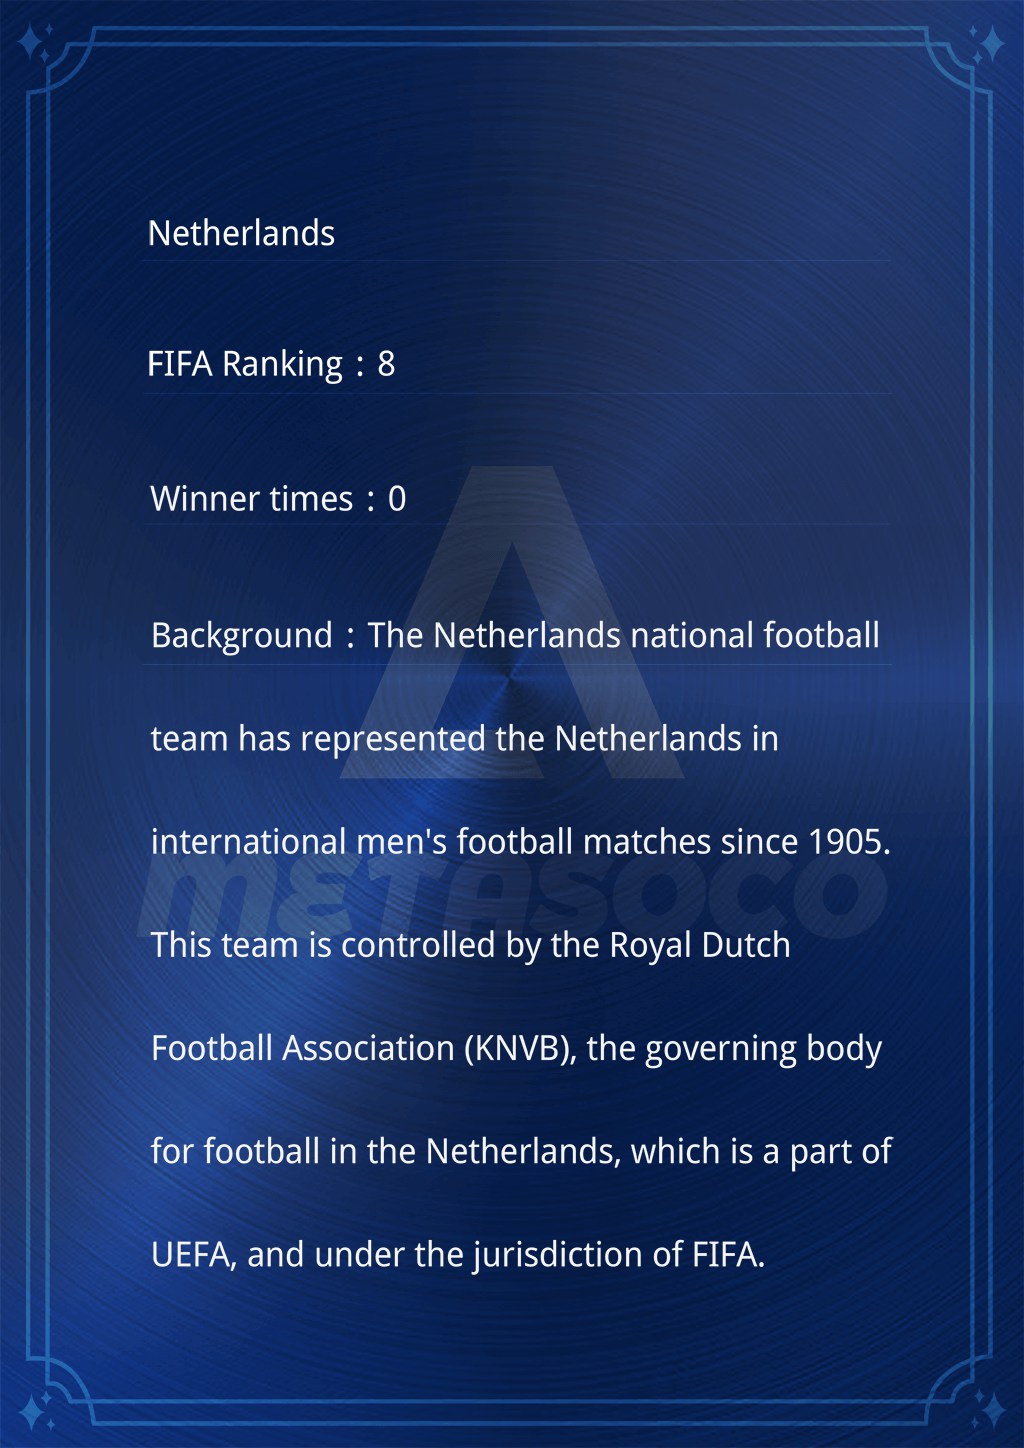 Netherlands
FIFA Ranking：8
Winner times：0
Background：The Netherlands national football
team has represented the Netherlands in
international men's football matches since 1905.
METASOCO
This team is controlled by the Royal Dutch
Football Association (KNVB), the governing body
for football in the Netherlands, which is a part of
UEFA, and under the jurisdiction of FIFA.